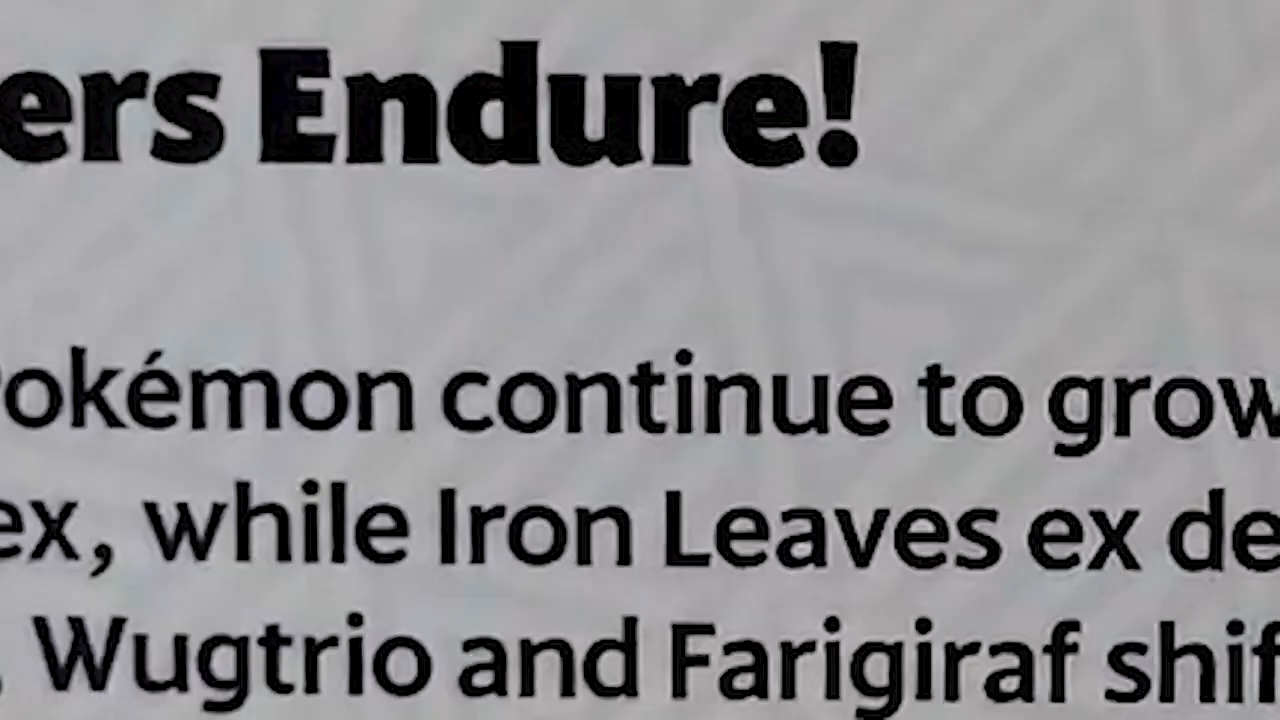 ers Endure!
okémon continue to grow
ex, while Iron Leaves ex de
, Wugtrio and Farigiraf shif